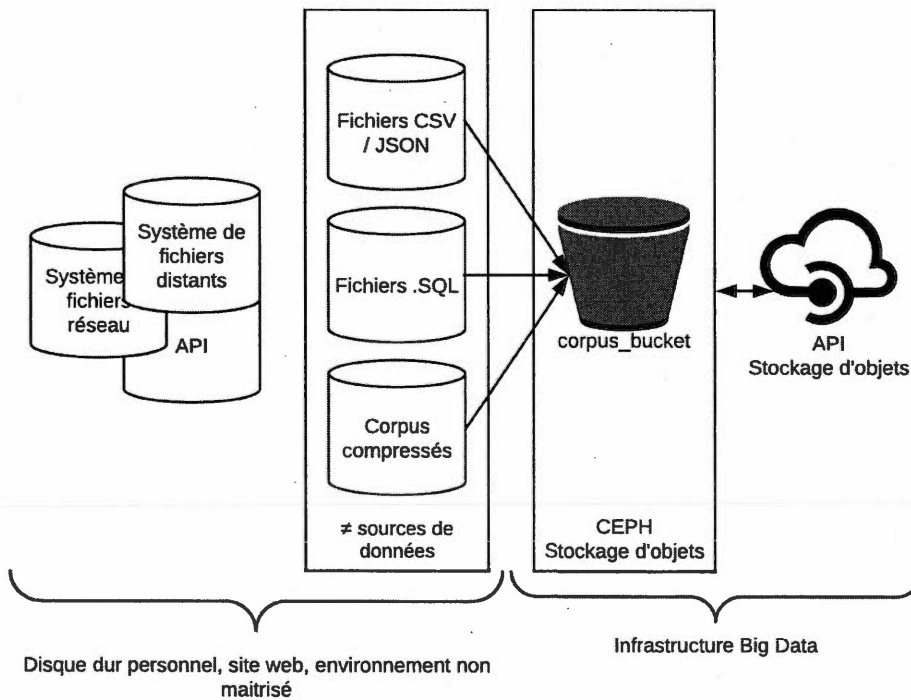 Fichiers CSV
/ JSON
Système de
fichiers
distants
Système
fichiers
réseau
API
Fichiers .SQL
Corpus
compressés
≠ sources de
données
corpus_bucket
CEPH
Stockage d'objets
API
Stockage d'objets
Disque dur personnel, site web, environnement non
maitrisé
Infrastructure Big Data